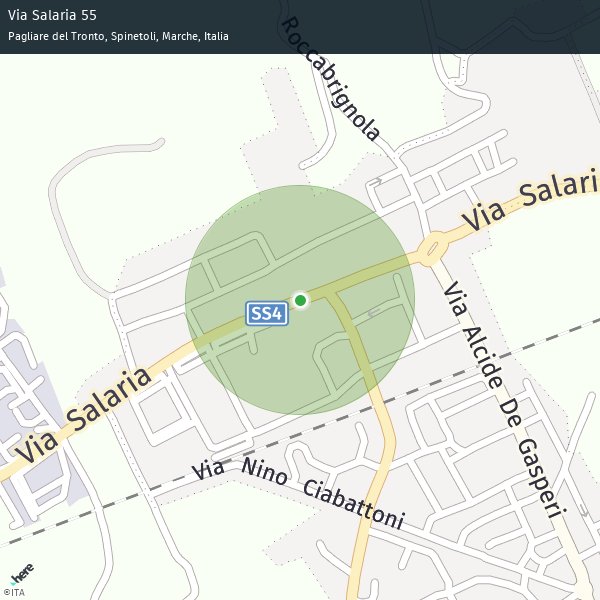 Via Salaria 55
Pagliare del Tronto, Spinetoli, Marche, Italia
Roccabrignola
Via Salari
Via Alcide De Gasperi
SS4
Via Salaria
Via Nino Ciabattoni
here
©ITA